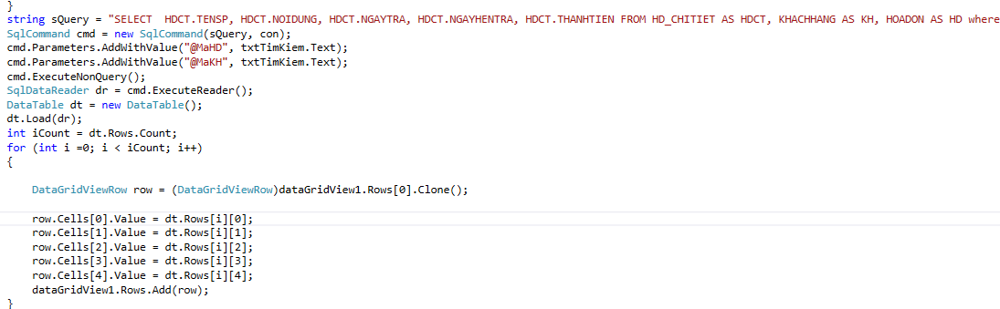 }
string sQuery = "SELECT  HDCT.TENSP, HDCT.NOIDUNG, HDCT.NGAYTRA, HDCT.NGAYHENTRA, HDCT.THANHTIEN FROM HD_CHITIET AS HDCT, KHACHHANG AS KH, HOADON AS HD where
SqlCommand cmd = new SqlCommand(sQuery, con);
cmd.Parameters.AddWithValue("@MaHD", txtTimKiem.Text);
cmd.Parameters.AddWithValue("@MaKH", txtTimKiem.Text);
cmd.ExecuteNonQuery();
SqlDataReader dr = cmd.ExecuteReader();
DataTable dt = new DataTable();
dt.Load(dr);
int iCount = dt.Rows.Count;
for (int i =0; i < iCount; i++)
{
DataGridViewRow row = (DataGridViewRow)dataGridView1.Rows[0].Clone();
row.Cells[0].Value = dt.Rows[i][0];
row.Cells[1].Value = dt.Rows[i][1];
row.Cells[2].Value = dt.Rows[i][2];
row.Cells[3].Value = dt.Rows[i][3];
row.Cells[4].Value = dt.Rows[i][4];
dataGridView1.Rows.Add(row);
}